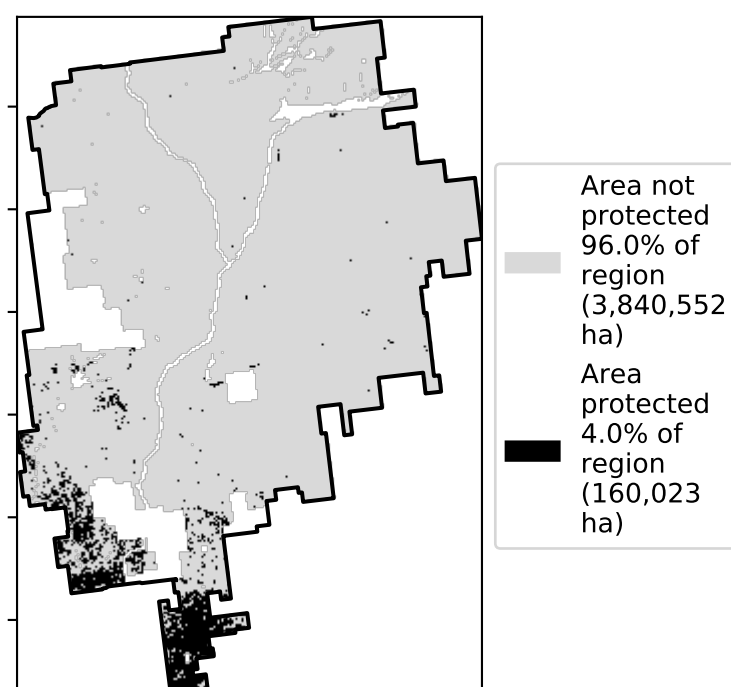 Area not
protected
96.0% of
region
(3,840,552
ha)
Area
protected
4.0% of
region
(160,023
ha)